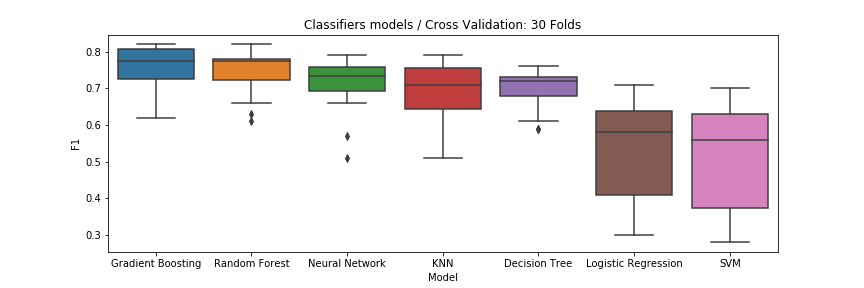 Classifiers models / Cross Validation: 30 Folds
0.8
0.7
0.6
0.5
0.4
0.3
F1
Gradient Boosting Random Forest Neural Network KNN Decision Tree Logistic Regression SVM
Model